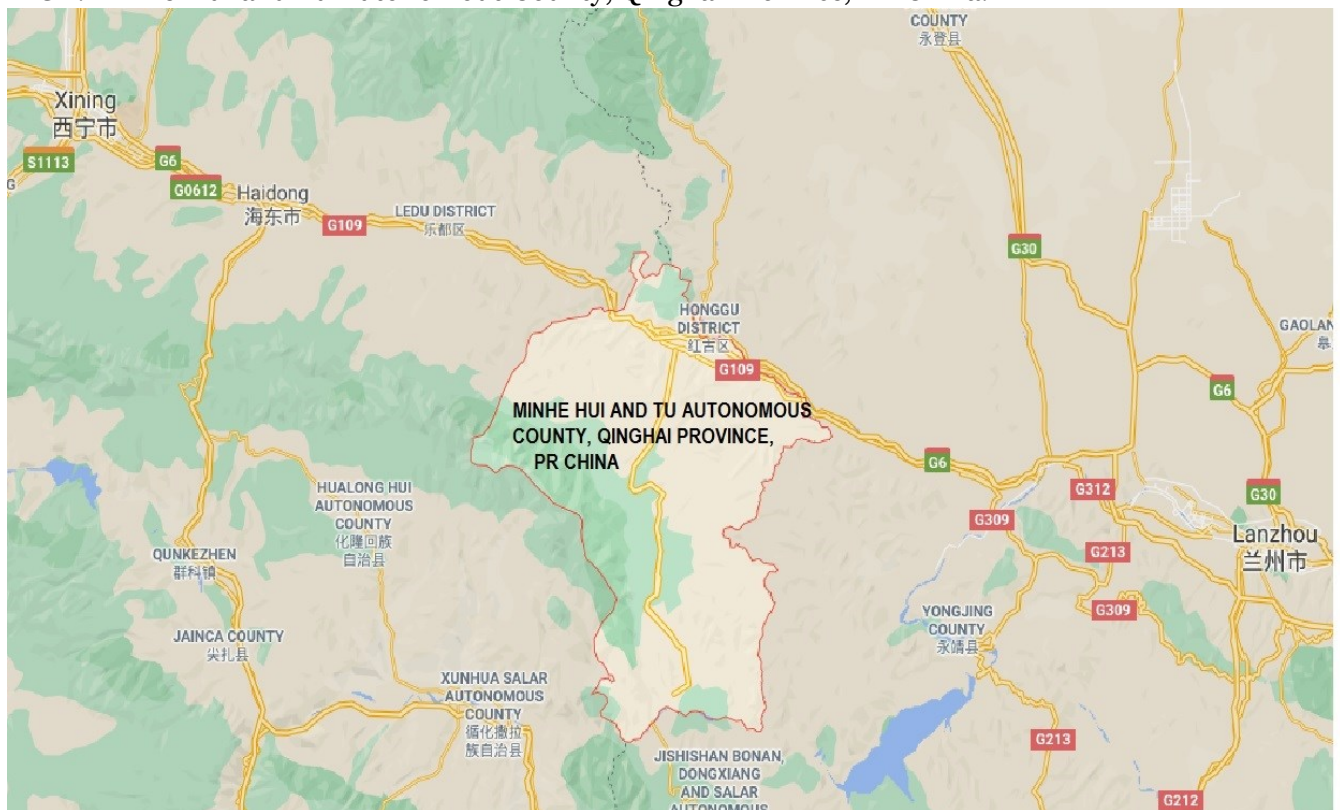 COUNTY
永登县
Xining
西宁市
S1113
G6
G
G0612
Haidong
海东市
G109
LEDU DISTRICT
乐都区
G30
HONGGU
DISTRICT
红古区
GAOLAN
皋
G109
G6
MINHE HUI AND TU AUTONOMOUS
COUNTY, QINGHAI PROVINCE,
PR CHINA
G6
G312
G30
HUALONG HUI
AUTONOMOUS
COUNTY
化隆回族
自治县
G309
Lanzhou
兰州市
G213
QUNKEZHEN
群科镇
YONGJING
COUNTY
永靖县
G309
JAINCA COUNTY
尖扎县
XUNHUA SALAR
AUTONOMOUS
COUNTY
循化撒拉
族自治县
G213
JISHISHAN BONAN,
DONGXIANG
AND SALAR
AUTONOMOUS
G212